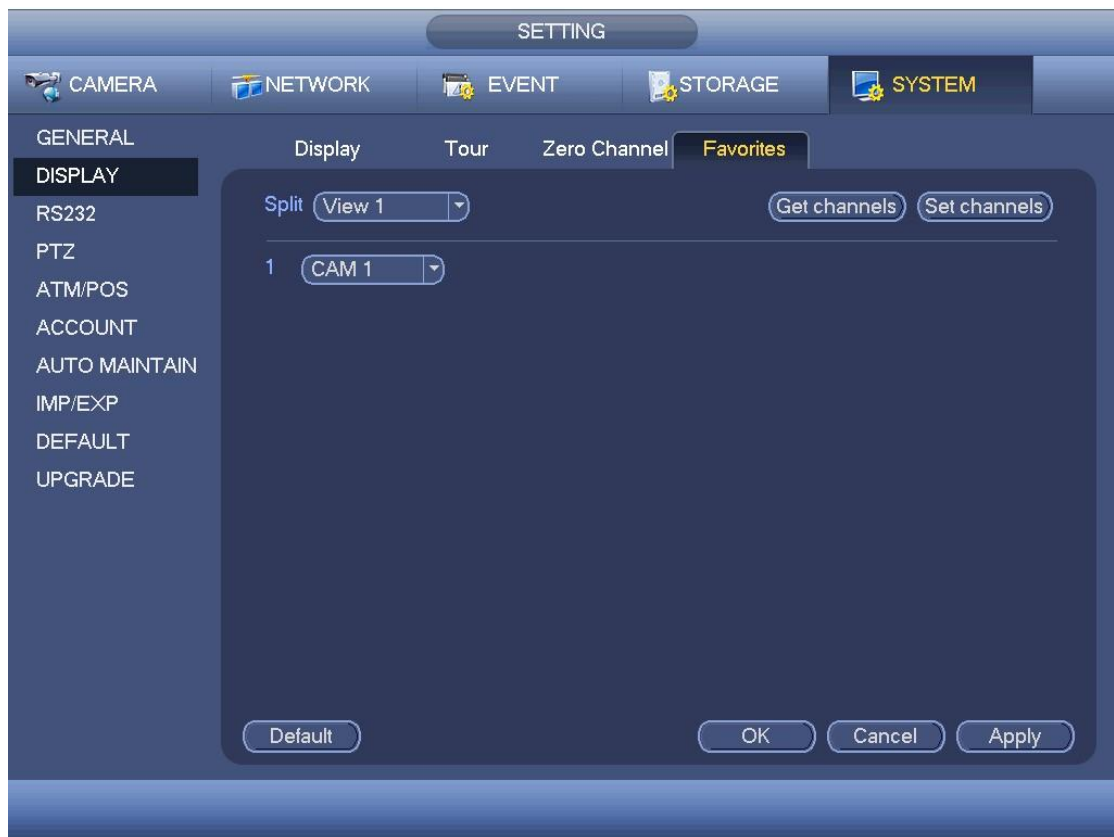 SETTING
CAMERA NETWORK EVENT STORAGE SYSTEM
GENERAL
DISPLAY
RS232
PTZ
ATM/POS
ACCOUNT
AUTO MAINTAIN
IMP/EXP
DEFAULT
UPGRADE
Display Tour Zero Channel Favorites
Split View 1 Get channels Set channels
1 CAM 1
Default OK Cancel Apply